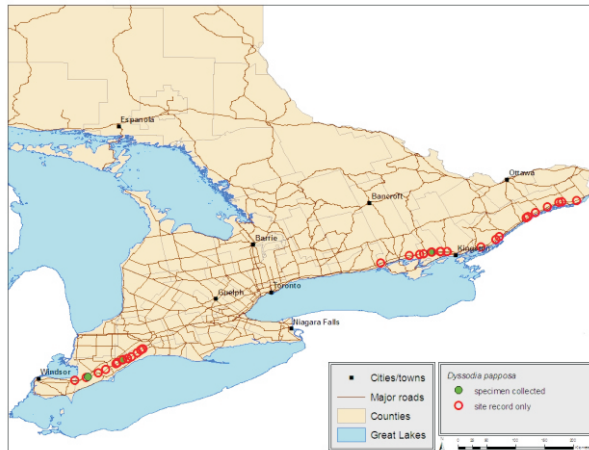 Espanola
Ottawa
Bancroft
Barrie
Kingston
Guelph
Toronto
Niagara Falls
Windsor
Cities/towns
Major roads
Counties
Great Lakes
Dyssodia papposa
specimen collected
site record only